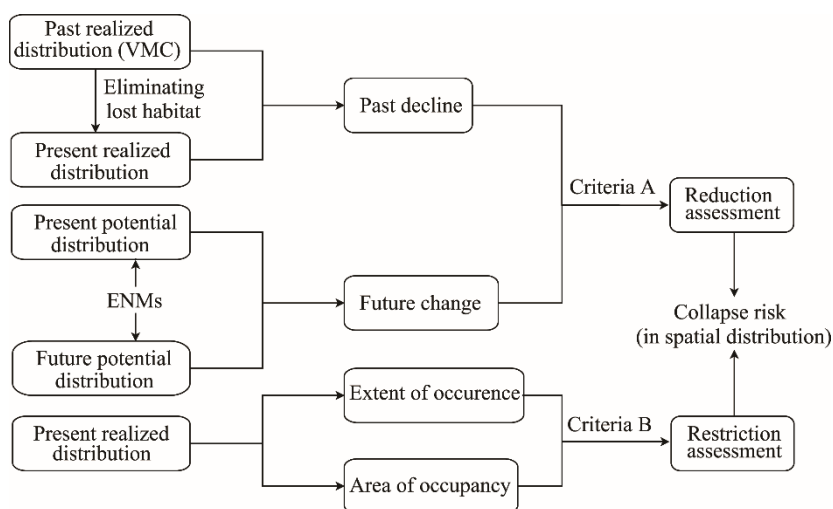 Past realized
distribution (VMC)
Eliminating
lost habitat
Present realized
distribution
Past decline
Criteria A
Reduction
assessment
Present potential
distribution
ENMs
Future potential
distribution
Future change
Collapse risk
(in spatial distribution)
Present realized
distribution
Extent of occurence
Area of occupancy
Criteria B
Restriction
assessment